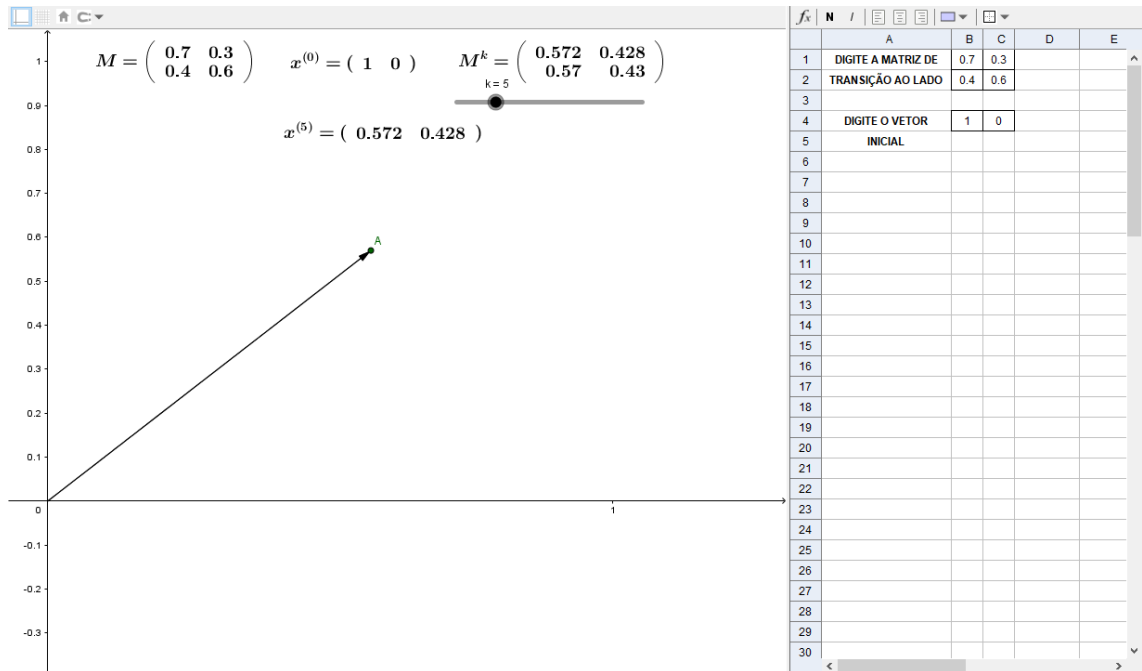 M = ( 0.7 0.3
0.4 0.6 )
x^(0) = ( 1 0 )
M^k = ( 0.572 0.428
0.57 0.43 )
k = 5
x^(5) = ( 0.572 0.428 )
A
1
0.9
0.8
0.7
0.6
0.5
0.4
0.3
0.2
0.1
0
1
-0.1
-0.2
-0.3
fx N I
A B C D E
1 DIGITE A MATRIZ DE 0.7 0.3
2 TRANSIÇÃO AO LADO 0.4 0.6
3
4 DIGITE O VETOR 1 0
5 INICIAL
6
7
8
9
10
11
12
13
14
15
16
17
18
19
20
21
22
23
24
25
26
27
28
29
30